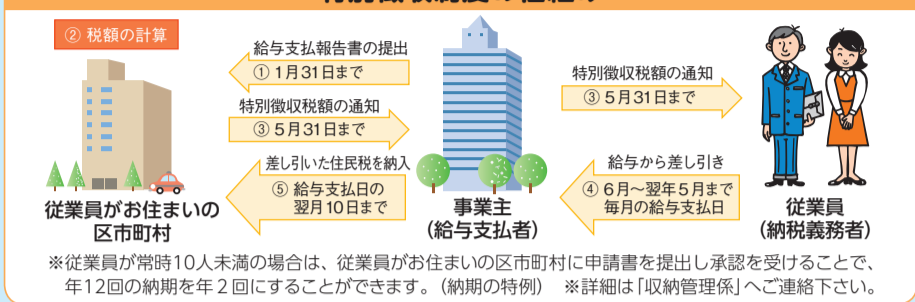 ② 税額の計算
給与支払報告書の提出
① 1月31日まで
特別徴収税額の通知
③ 5月31日まで
差し引いた住民税を納入
⑤ 給与支払日の
翌月10日まで
特別徴収税額の通知
③ 5月31日まで
給与から差し引き
④ 6月～翌年5月まで
毎月の給与支払日
従業員がお住まいの
区市町村
事業主
（給与支払者）
従業員
（納税義務者）
※従業員が常時10人未満の場合は、従業員がお住まいの区市町村に申請書を提出し承認を受けることで、
年12回の納期を年2回にすることができます。（納期の特例） ※詳細は「収納管理係」へご連絡下さい。